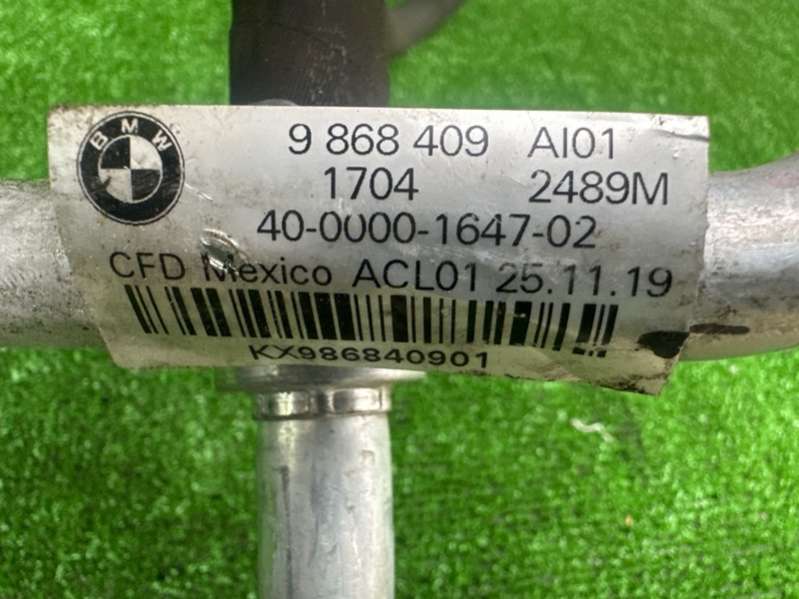 BMW
9 868 409 AI01
1704 2489M
40-0000-1647-02
CFD Mexico ACL01 25.11.19
KX986840901